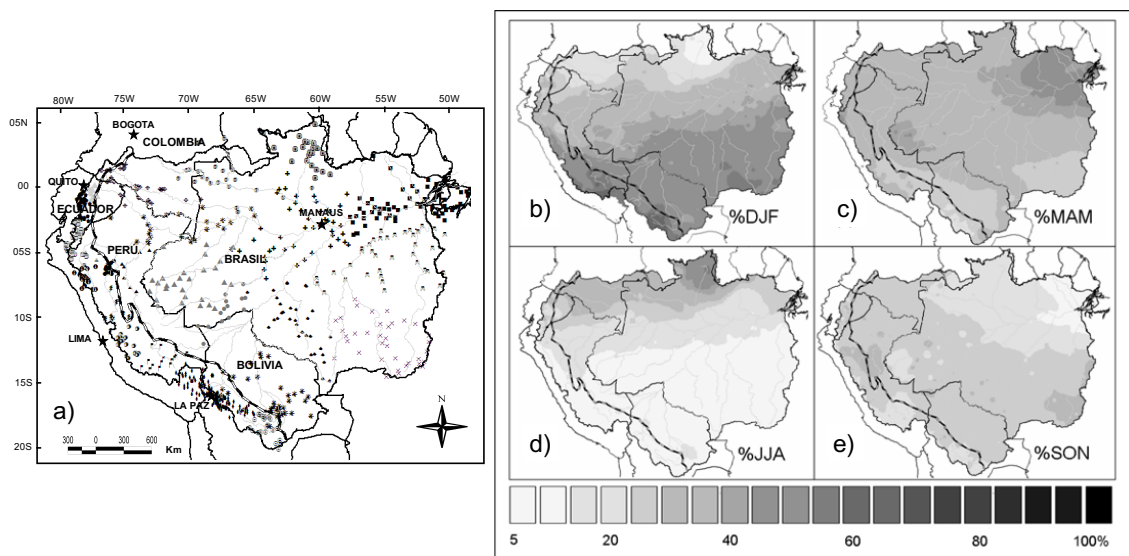 80W 75W 70W 65W 60W 55W 50W
05N
BOGOTA
COLOMBIA
00
QUITO
ECUADOR
MANAUS
PERU
BRASIL
05S
10S
LIMA
BOLIVIA
15S
a)
LA PAZ
N
20S
300 0 300 600
Km
b)
%DJF
c)
%MAM
d)
%JJA
e)
%SON
5 20 40 60 80 100%